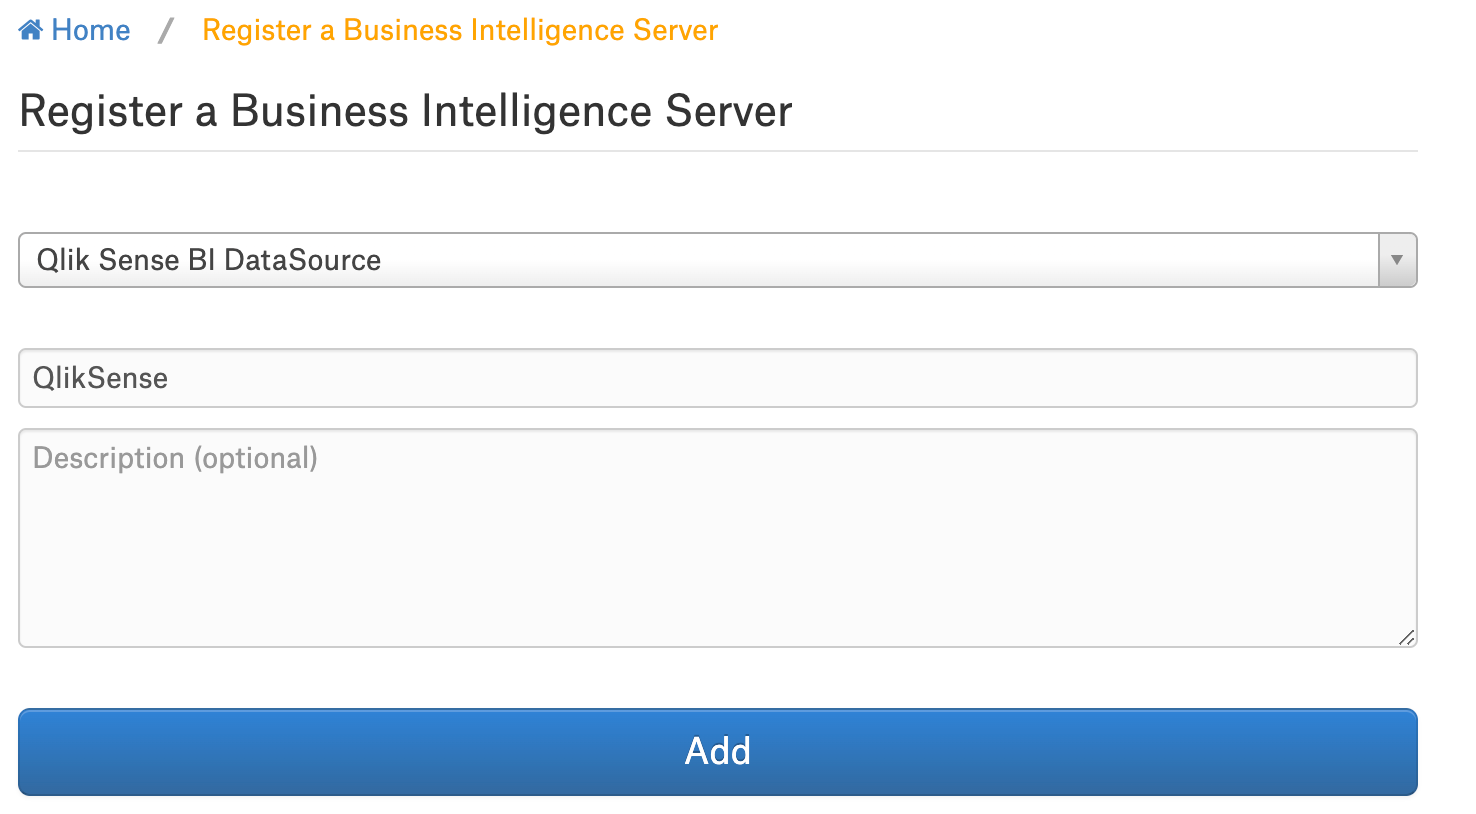 Home / Register a Business Intelligence Server
Register a Business Intelligence Server
Qlik Sense BI DataSource
QlikSense
Description (optional)
Add